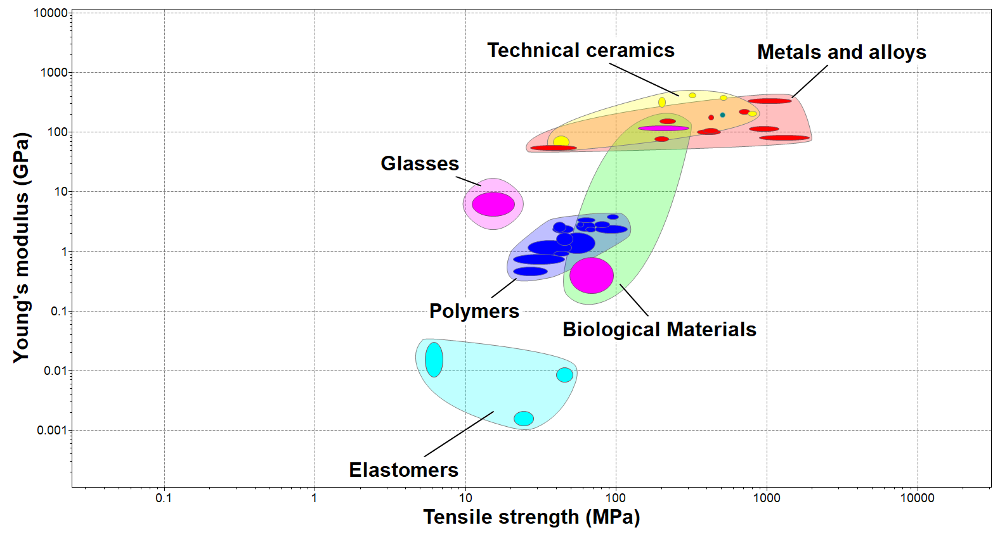 10000
1000
100
10
1
0.1
0.01
0.001
Young's modulus (GPa)
Technical ceramics
Metals and alloys
Glasses
Polymers
Biological Materials
Elastomers
0.1
1
10
100
1000
10000
Tensile strength (MPa)